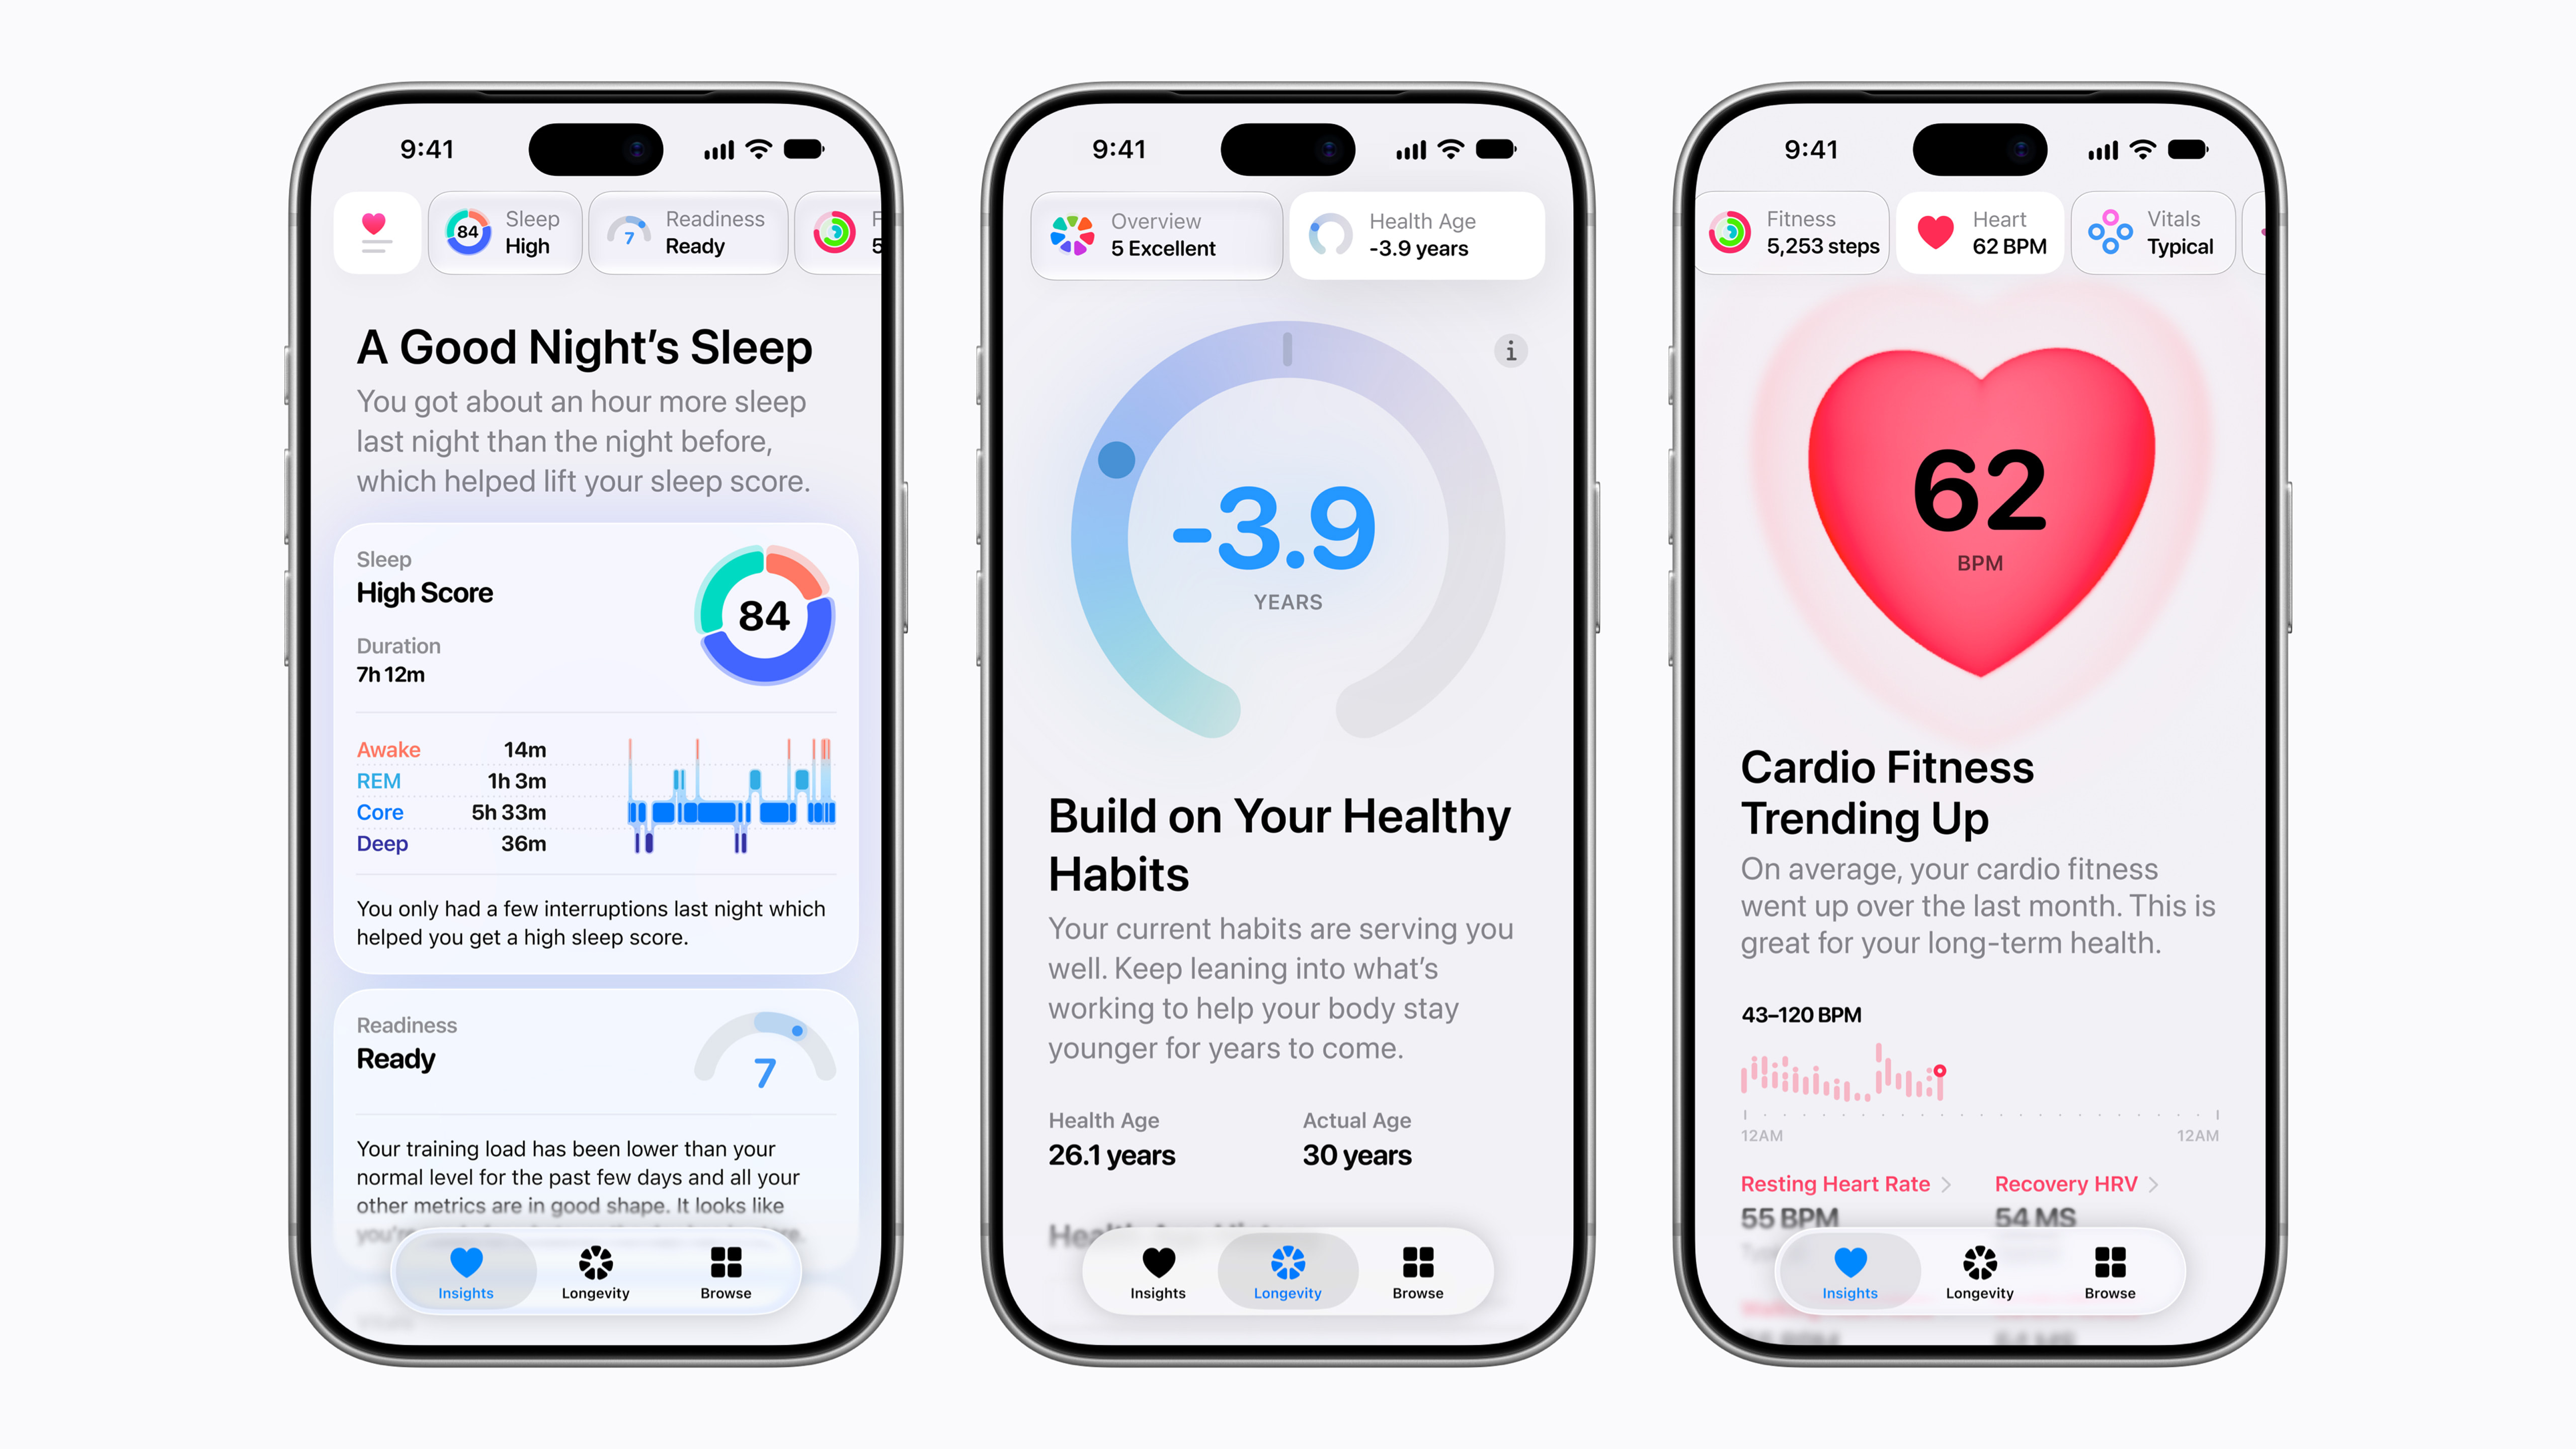 9:41
84
Sleep
High
7
Readiness
Ready
F
5
A Good Night’s Sleep
You got about an hour more sleep
last night than the night before,
which helped lift your sleep score.
Sleep
High Score
84
Duration
7h 12m
Awake 14m
REM 1h 3m
Core 5h 33m
Deep 36m
You only had a few interruptions last night which
helped you get a high sleep score.
Readiness
Ready
7
Your training load has been lower than your
normal level for the past few days and all your
other metrics are in good shape. It looks like
Insights
Longevity
Browse
9:41
Overview
5 Excellent
Health Age
-3.9 years
i
-3.9
YEARS
Build on Your Healthy
Habits
Your current habits are serving you
well. Keep leaning into what’s
working to help your body stay
younger for years to come.
Health Age
26.1 years
Actual Age
30 years
Insights
Longevity
Browse
9:41
Fitness
5,253 steps
Heart
62 BPM
Vitals
Typical
62
BPM
Cardio Fitness
Trending Up
On average, your cardio fitness
went up over the last month. This is
great for your long-term health.
43–120 BPM
12AM
12AM
Resting Heart Rate
55 BPM
Recovery HRV
54 MS
Insights
Longevity
Browse